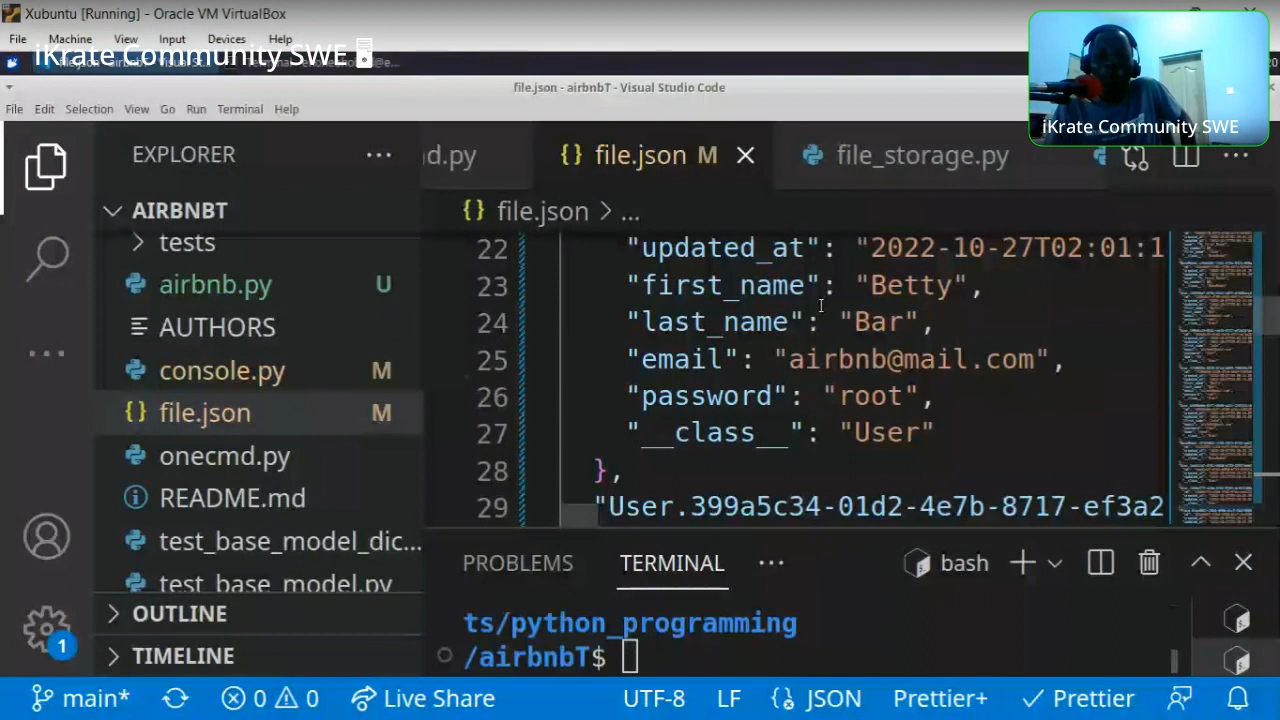 Xubuntu [Running] - Oracle VM VirtualBox
File Machine View Input Devices Help
iKrate Community SWE
file.json - airbnbT - Visual Studio Code
File Edit Selection View Go Run Terminal Help
iKrate Community SWE
EXPLORER
nd.py
{} file.json M
file_storage.py
AIRBNBT
{} file.json > ...
tests
airbnb.py U
AUTHORS
console.py M
{} file.json M
onecmd.py
README.md
test_base_model_dic...
test_base_model.py
OUTLINE
TIMELINE
22 "updated_at": "2022-10-27T02:01:1
23 "first_name": "Betty",
24 "last_name": "Bar",
25 "email": "airbnb@mail.com",
26 "password": "root",
27 "__class__": "User"
28 },
29 "User.399a5c34-01d2-4e7b-8717-ef3a2
PROBLEMS TERMINAL ... bash
ts/python_programming
/airbnbT$
1
main* 0 0 Live Share UTF-8 LF {} JSON Prettier+ Prettier